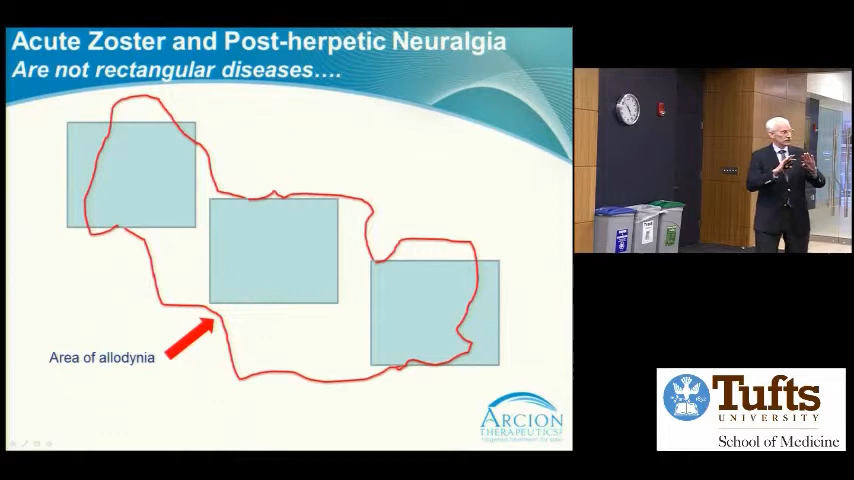 Acute Zoster and Post-herpetic Neuralgia
Are not rectangular diseases….
Area of allodynia
ARCION
THERAPEUTICS
Tufts
UNIVERSITY
School of Medicine